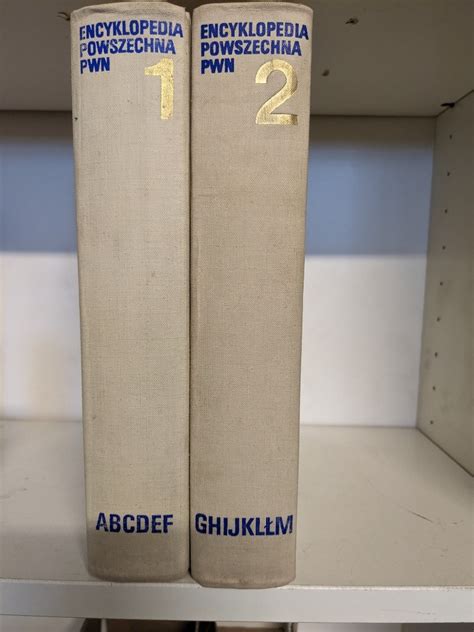 ENCYKLOPEDIA
POWSZECHNA
PWN
1
ABCDEF
ENCYKLOPEDIA
POWSZECHNA
PWN
2
GHIJKLŁM